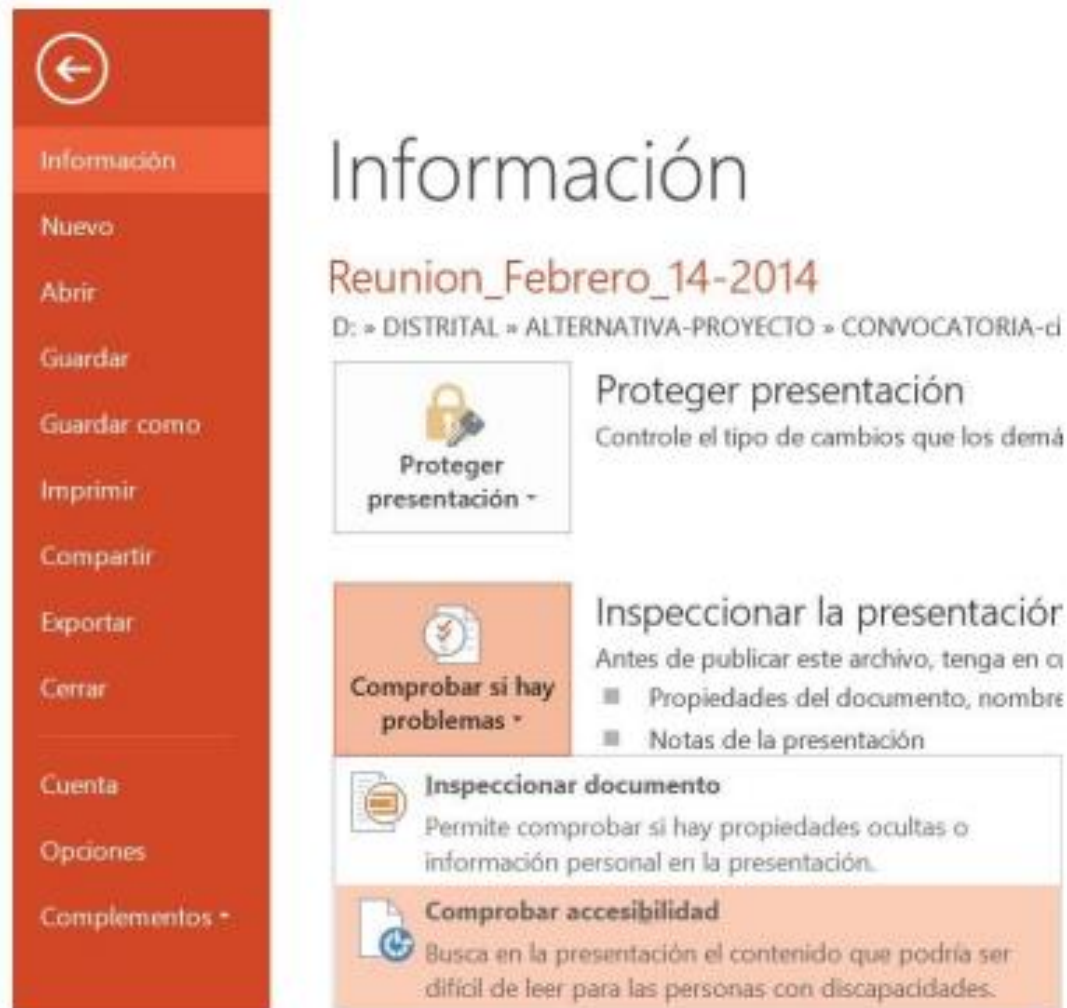 Información
Nuevo
Abrir
Guardar
Guardar como
Imprimir
Compartir
Exportar
Cerrar
Cuenta
Opciones
Complementos
Información
Reunion_Febrero_14-2014
D: » DISTRITAL » ALTERNATIVA-PROYECTO » CONVOCATORIA-ci
Proteger
presentación
Proteger presentación
Controle el tipo de cambios que los demá
Comprobar si hay
problemas
Inspeccionar la presentación
Antes de publicar este archivo, tenga en cu
Propiedades del documento, nombre
Notas de la presentación
Inspeccionar documento
Permite comprobar si hay propiedades ocultas o
información personal en la presentación.
Comprobar accesibilidad
Busca en la presentación el contenido que podría ser
difícil de leer para las personas con discapacidades.